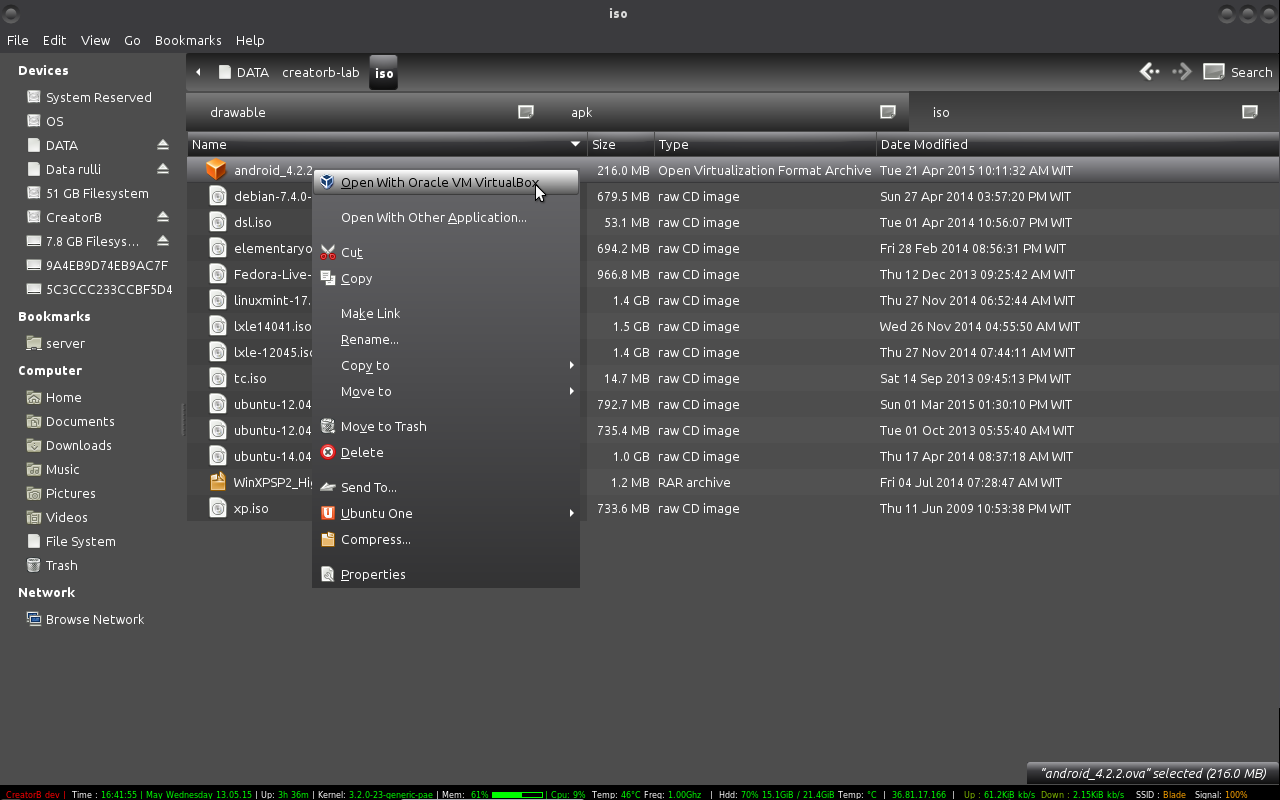 iso
File Edit View Go Bookmarks Help
Devices
System Reserved
OS
DATA
Data rulli
51 GB Filesystem
CreatorB
7.8 GB Filesys...
9A4EB9D74EB9AC7F
5C3CCC233CCBF5D4
Bookmarks
server
Computer
Home
Documents
Downloads
Music
Pictures
Videos
File System
Trash
Network
Browse Network
DATA creatorb-lab iso Search
drawable apk iso
Name Size Type Date Modified
android_4.2.2 216.0 MB Open Virtualization Format Archive Tue 21 Apr 2015 10:11:32 AM WIT
debian-7.4.0- 679.5 MB raw CD image Sun 27 Apr 2014 03:57:20 PM WIT
dsl.iso 53.1 MB raw CD image Tue 01 Apr 2014 10:56:07 PM WIT
elementaryo 694.2 MB raw CD image Fri 28 Feb 2014 08:56:31 PM WIT
Fedora-Live- 966.8 MB raw CD image Thu 12 Dec 2013 09:25:42 AM WIT
linuxmint-17. 1.4 GB raw CD image Thu 27 Nov 2014 06:52:44 AM WIT
lxle14041.iso 1.5 GB raw CD image Wed 26 Nov 2014 04:55:50 AM WIT
lxle-12045.iso 1.4 GB raw CD image Thu 27 Nov 2014 07:44:11 AM WIT
tc.iso 14.7 MB raw CD image Sat 14 Sep 2013 09:45:13 PM WIT
ubuntu-12.04 792.7 MB raw CD image Sun 01 Mar 2015 01:30:10 PM WIT
ubuntu-12.04 735.4 MB raw CD image Tue 01 Oct 2013 05:55:40 AM WIT
ubuntu-14.04 1.0 GB raw CD image Thu 17 Apr 2014 08:37:18 AM WIT
WinXPSP2_Hig 1.2 MB RAR archive Fri 04 Jul 2014 07:28:47 AM WIT
xp.iso 733.6 MB raw CD image Thu 11 Jun 2009 10:53:38 PM WIT
Open With Oracle VM VirtualBox
Open With Other Application...
Cut
Copy
Make Link
Rename...
Copy to
Move to
Move to Trash
Delete
Send To...
Ubuntu One
Compress...
Properties
"android_4.2.2.ova" selected (216.0 MB)
CreatorB dev | Time : 16:41:55 | May Wednesday 13.05.15 | Up: 3h 36m | Kernel: 3.2.0-23-generic-pae | Mem: 61% | Cpu: 9% Temp: 46°C Freq: 1.00Ghz | Hdd: 70% 15.1GiB / 21.4GiB Temp: °C | 36.81.17.166 | Up : 61.2KiB kb/s Down : 2.15KiB kb/s SSID : Blade Signal: 100%